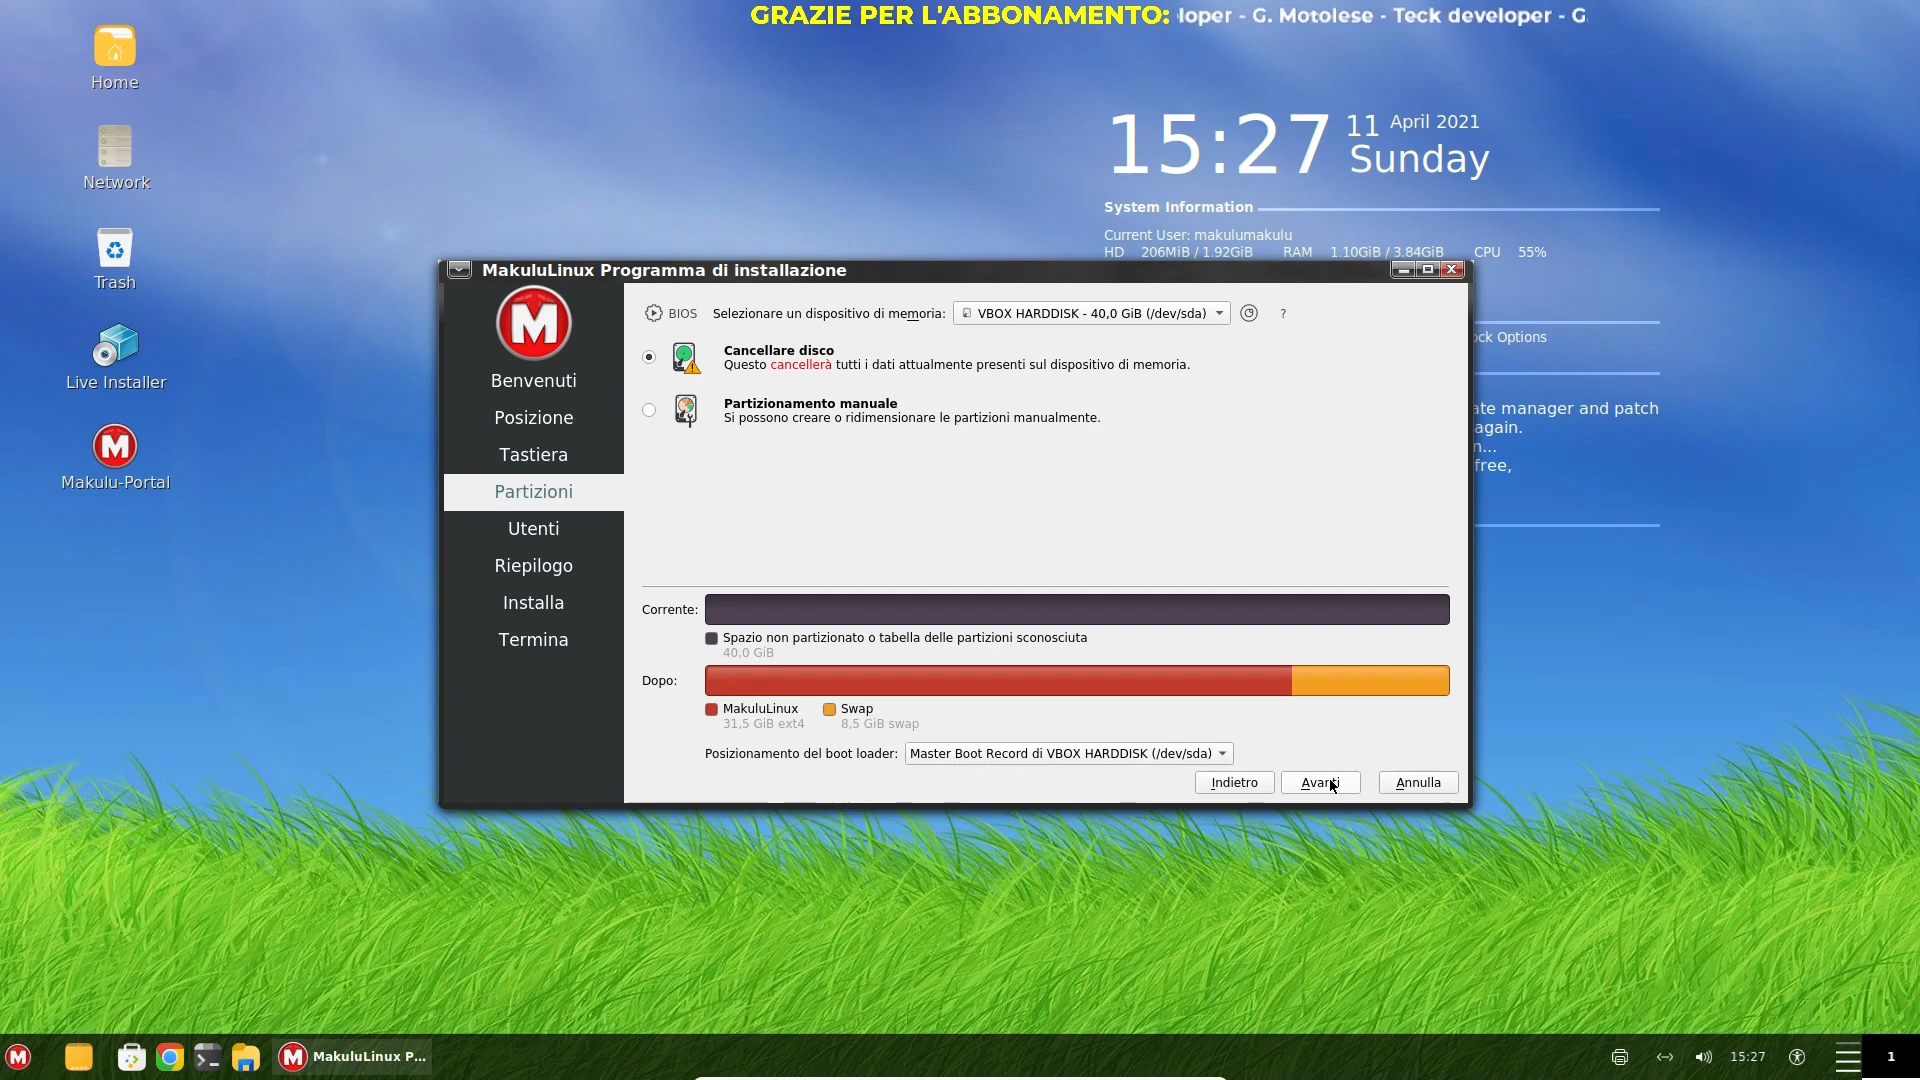 GRAZIE PER L'ABBONAMENTO: loper - G. Motolese - Teck developer - G.
Home
Network
Trash
Live Installer
Makulu-Portal
15:27
11 April 2021
Sunday
System Information
Current User: makulumakulu
HD 206MiB / 1.92GiB RAM 1.10GiB / 3.84GiB CPU 55%
ock Options
ate manager and patch
again.
n...
free,
MakuluLinux Programma di installazione
M
Benvenuti
Posizione
Tastiera
Partizioni
Utenti
Riepilogo
Installa
Termina
BIOS Selezionare un dispositivo di memoria: VBOX HARDDISK - 40,0 GiB (/dev/sda) ?
Cancellare disco
Questo cancellerà tutti i dati attualmente presenti sul dispositivo di memoria.
Partizionamento manuale
Si possono creare o ridimensionare le partizioni manualmente.
Corrente:
Spazio non partizionato o tabella delle partizioni sconosciuta
40,0 GiB
Dopo:
MakuluLinux Swap
31,5 GiB ext4 8,5 GiB swap
Posizionamento del boot loader: Master Boot Record di VBOX HARDDISK (/dev/sda)
Indietro Avanti Annulla
MakuluLinux P...
15:27
1